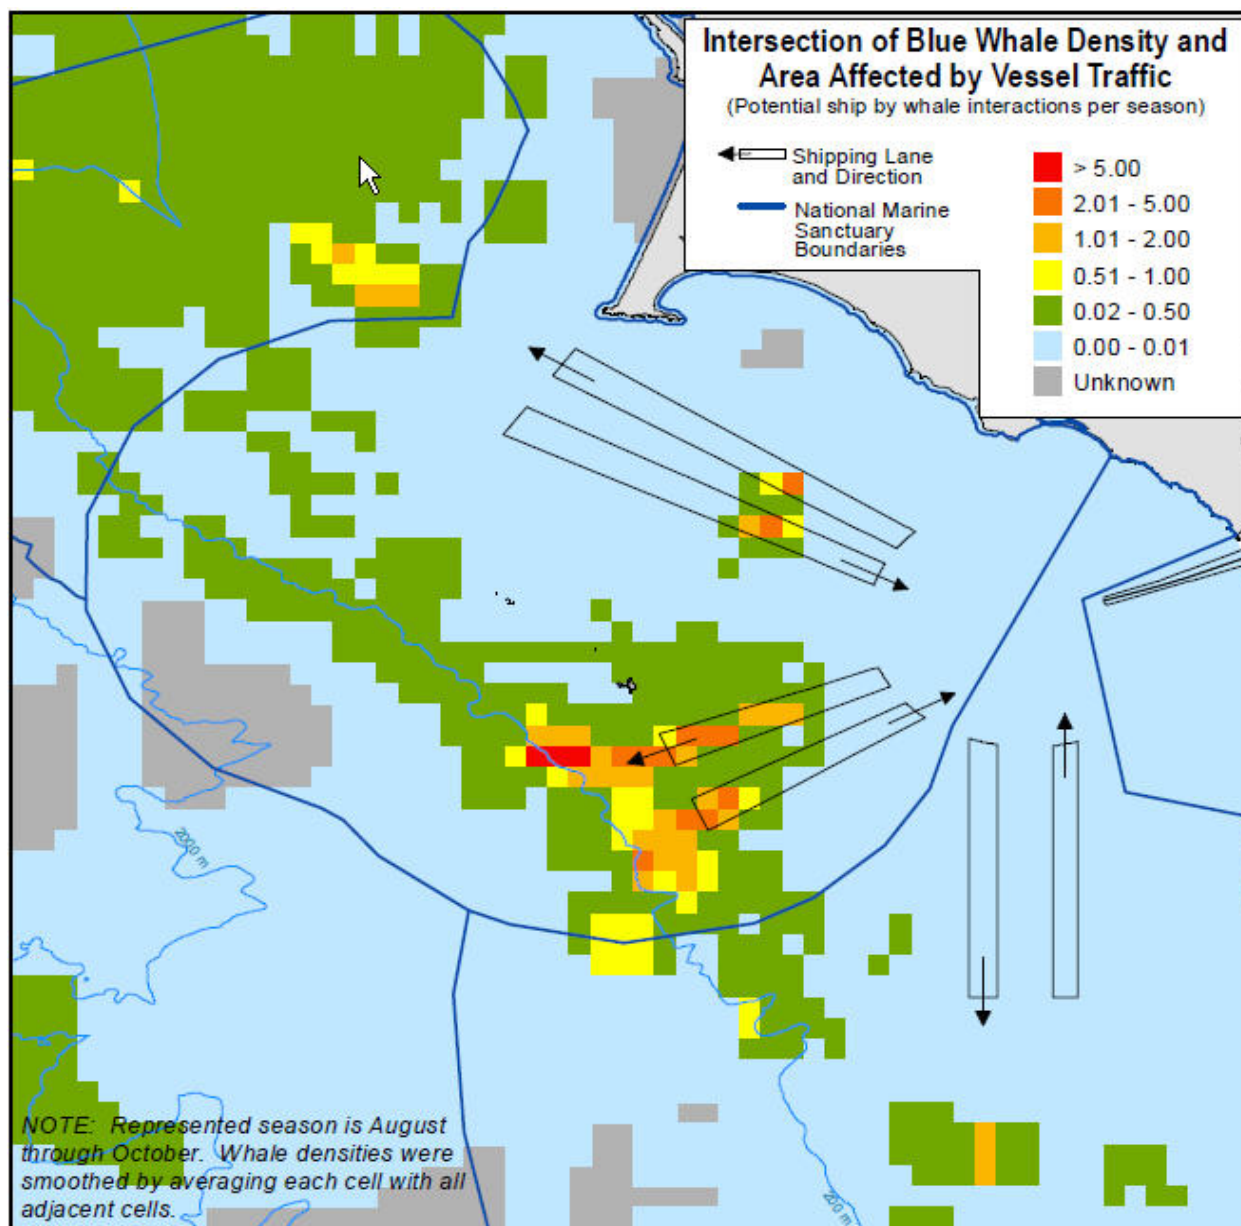 Intersection of Blue Whale Density and
Area Affected by Vessel Traffic
(Potential ship by whale interactions per season)
Shipping Lane
and Direction
National Marine
Sanctuary
Boundaries
> 5.00
2.01 - 5.00
1.01 - 2.00
0.51 - 1.00
0.02 - 0.50
0.00 - 0.01
Unknown
2000 m
200 m
NOTE: Represented season is August
through October. Whale densities were
smoothed by averaging each cell with all
adjacent cells.